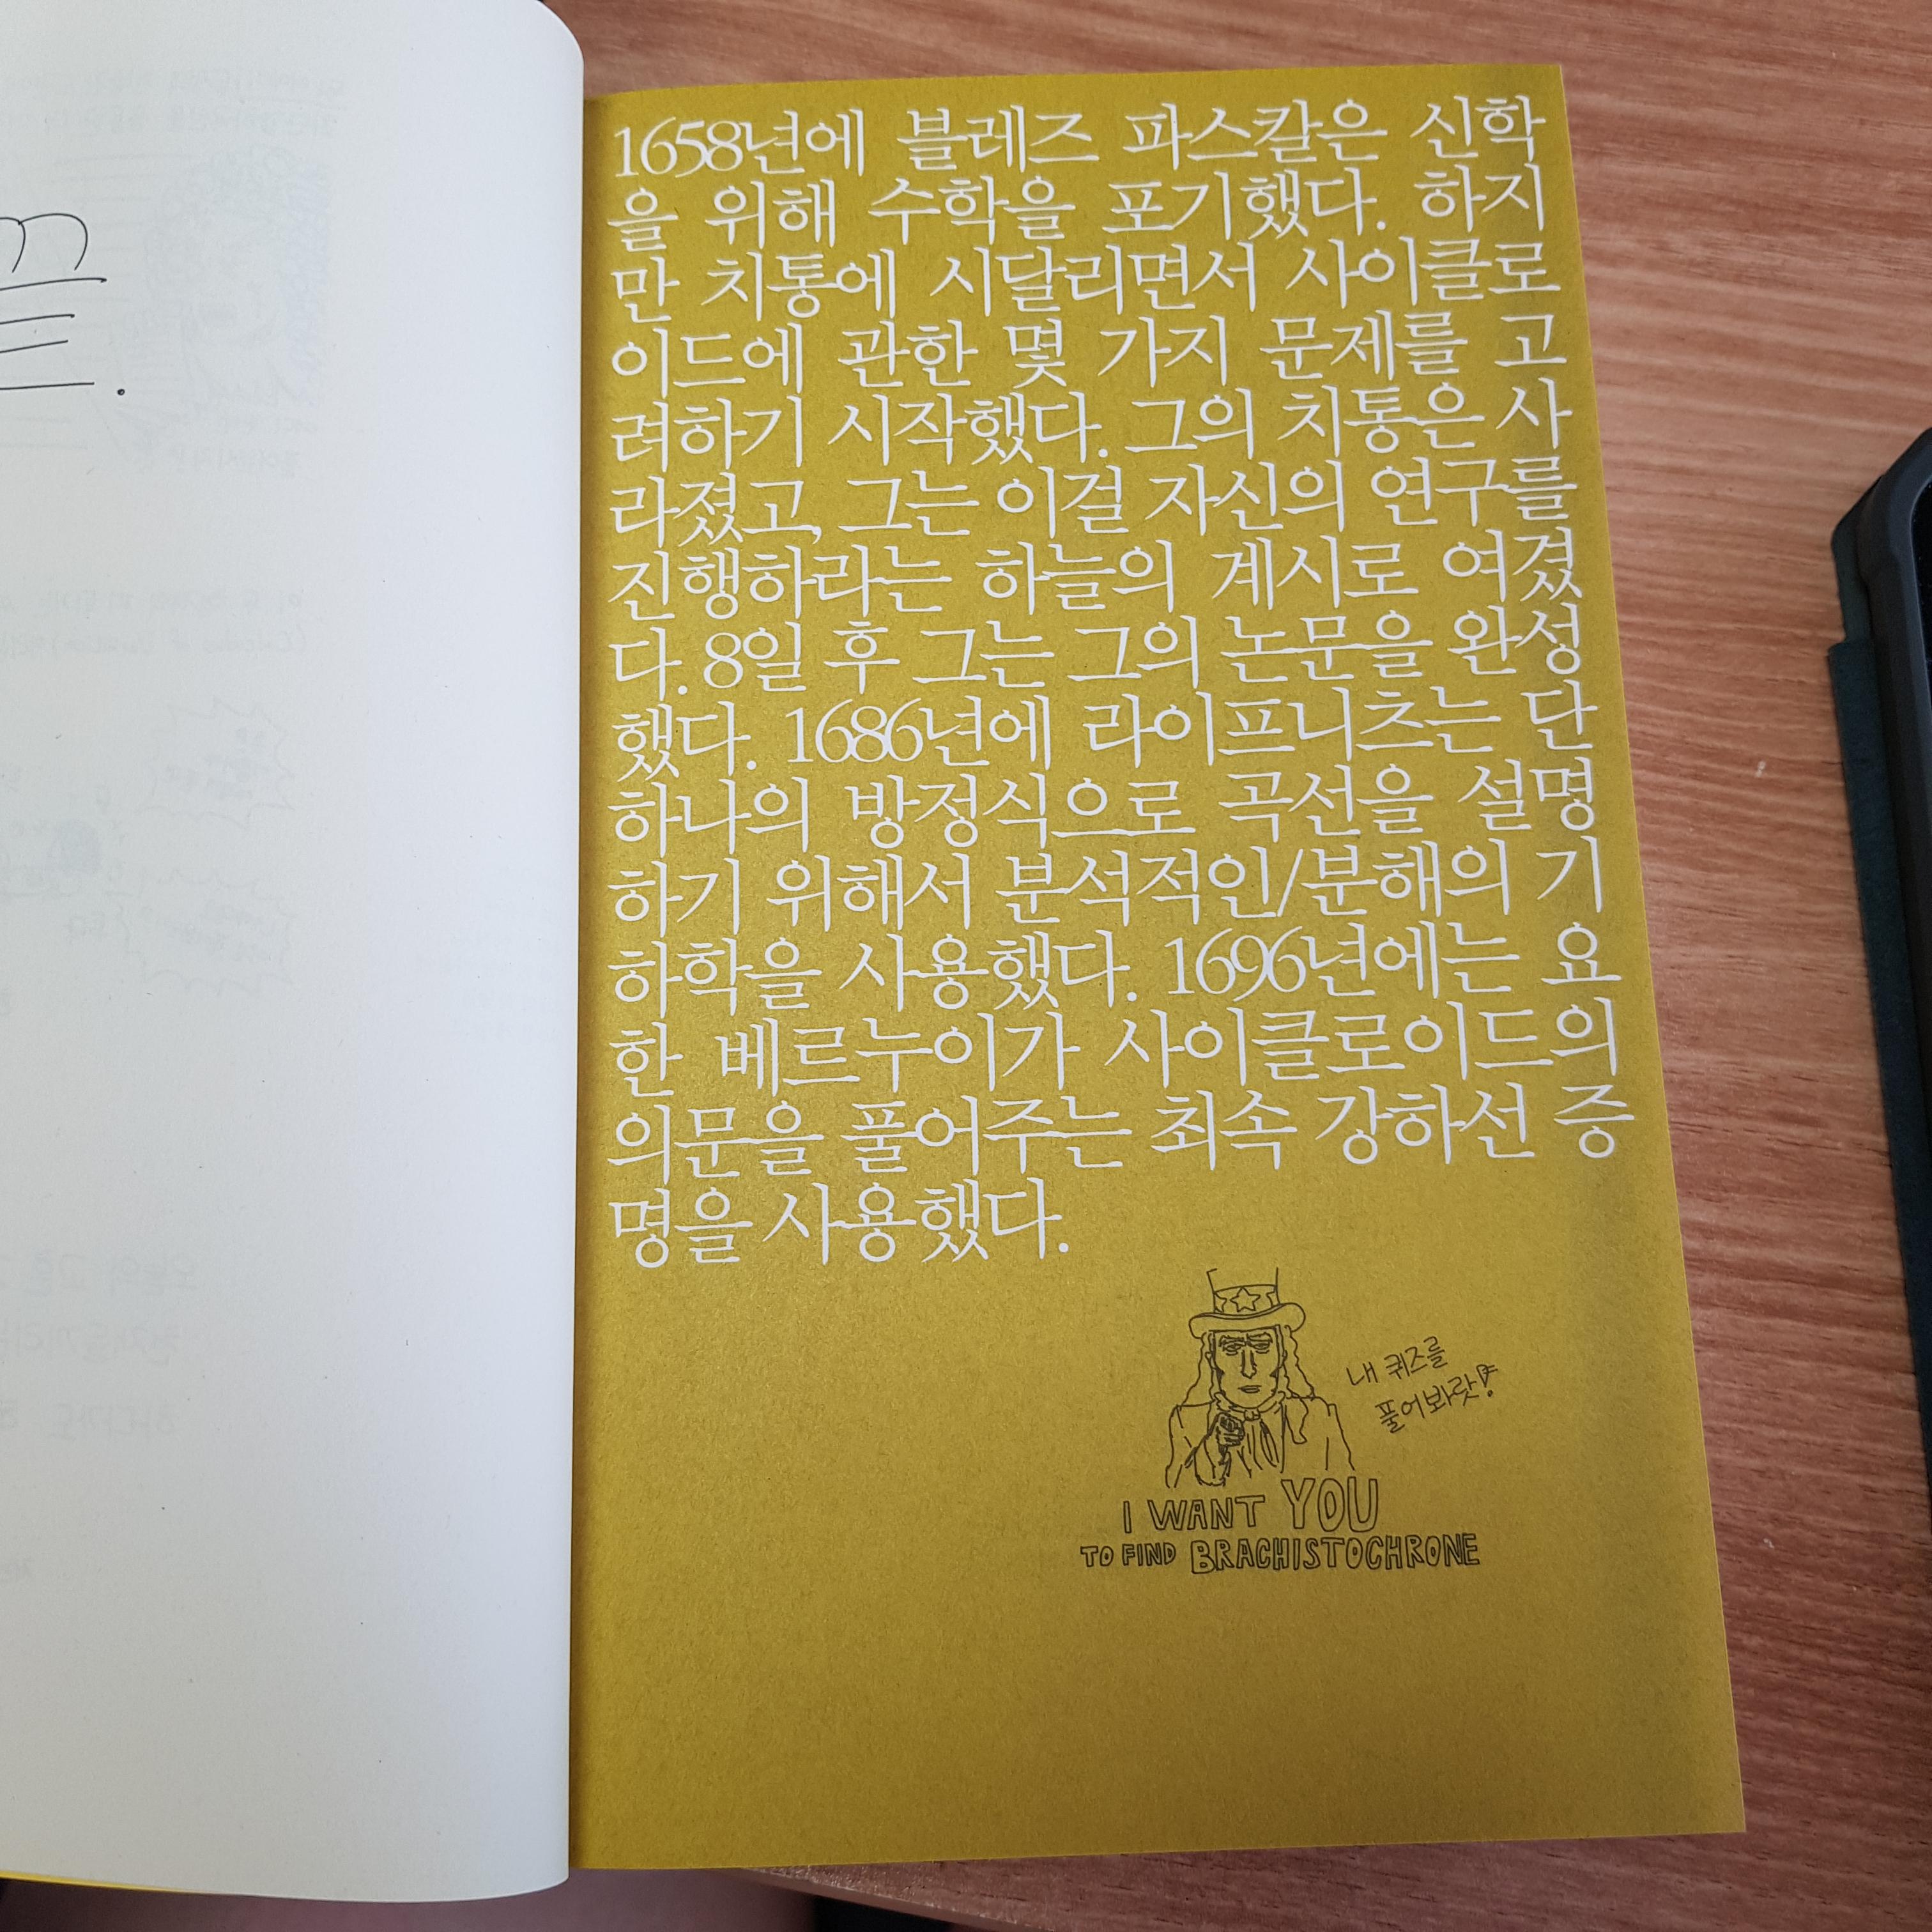 1658년에 블레즈 파스칼은 신학
을 위해 수학을 포기했다. 하지
만 치통에 시달리면서 사이클로
이드에 관한 몇 가지 문제를 고
려하기 시작했다. 그의 치통은 사
라졌고, 그는 이걸 자신의 연구를
진행하라는 하늘의 계시로 여겼
다. 8일 후 그는 그의 논문을 완성
했다. 1686년에 라이프니츠는 단
하나의 방정식으로 곡선을 설명
하기 위해서 분석적인/분해의 기
하학을 사용했다. 1696년에는 요
한 베르누이가 사이클로이드의
의문을 풀어주는 최속 강하선 증
명을 사용했다.
내 퀴즈를
풀어봐랏!
I WANT YOU
TO FIND BRACHISTOCHRONE